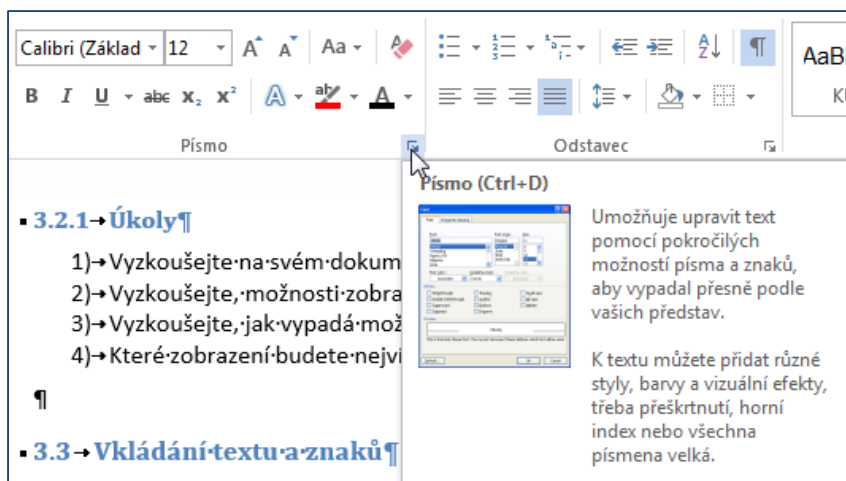 Calibri (Základ 12 Aa
B I U abc X₂ X² A aby A
Písmo
Odstavec
AaB
Písmo (Ctrl+D)
Umožňuje upravit text
pomocí pokročilých
možností písma a znaků,
aby vypadal přesně podle
vašich představ.
K textu můžete přidat různé
styly, barvy a vizuální efekty,
třeba přeškrtnutí, horní
index nebo všechna
písmena velká.
▪ 3.2.1→Úkoly¶
1)→Vyzkoušejte·na·svém·dokum
2)→Vyzkoušejte,·možnosti·zobra
3)→Vyzkoušejte,·jak·vypadá·mož
4)→Které·zobrazení·budete·nejvi
¶
▪ 3.3→Vkládání·textu·a·znaků¶